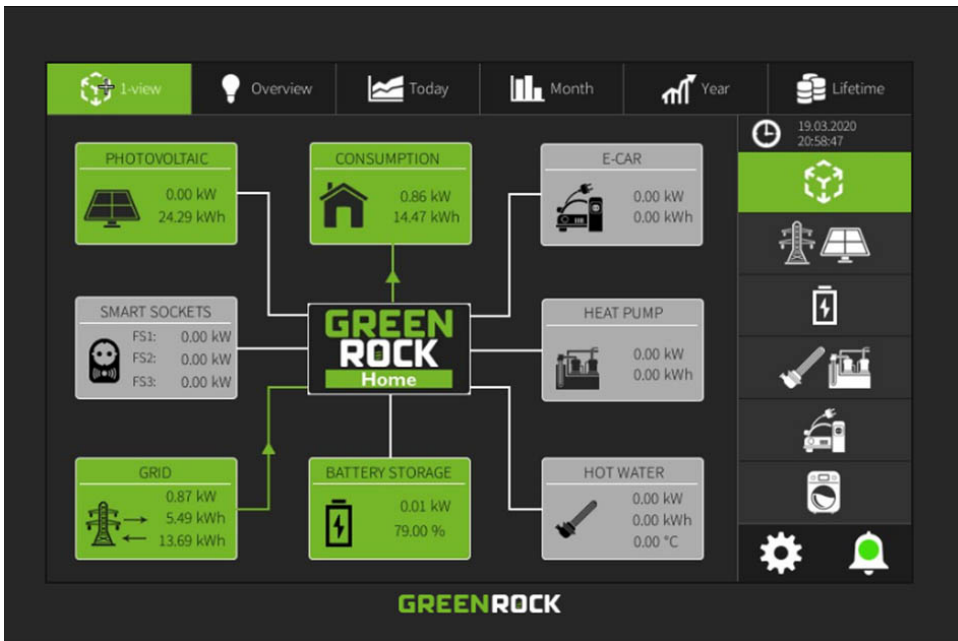 1-view
Overview
Today
Month
Year
Lifetime
19.03.2020
20:58:47
PHOTOVOLTAIC
0.00 kW
24.29 kWh
CONSUMPTION
0.86 kW
14.47 kWh
E-CAR
0.00 kW
0.00 kWh
SMART SOCKETS
FS1: 0.00 kW
FS2: 0.00 kW
FS3: 0.00 kW
GREEN
ROCK
Home
HEAT PUMP
0.00 kW
0.00 kWh
GRID
0.87 kW
5.49 kWh
13.69 kWh
BATTERY STORAGE
0.01 kW
79.00 %
HOT WATER
0.00 kW
0.00 kWh
0.00 °C
GREENROCK